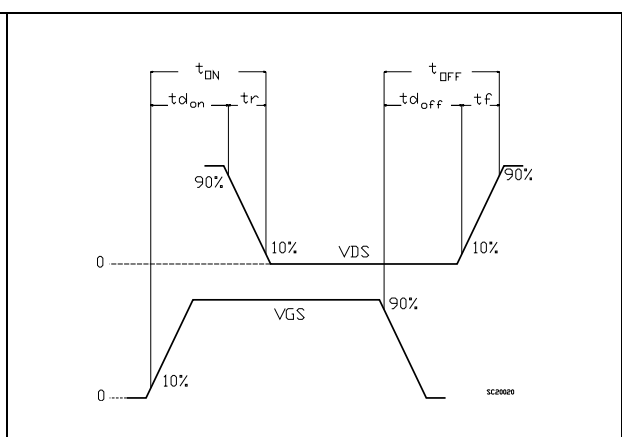 tON tOFF
tdon tr tdoff tf
90% 90%
10% 10%
0 VDS
90%
VGS
10%
0
SC20020